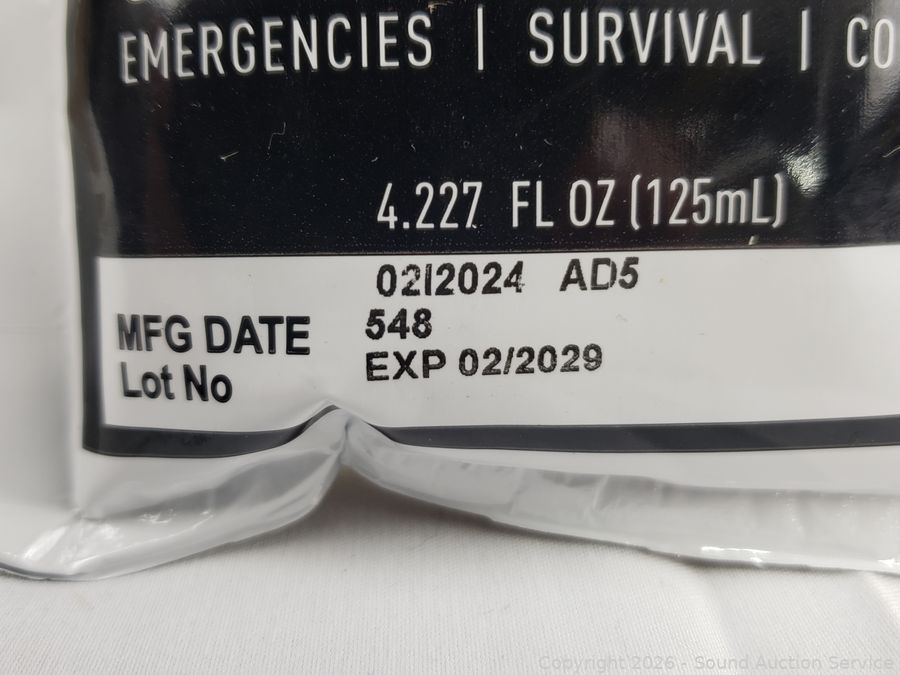 EMERGENCIES | SURVIVAL | CO
4.227 FL OZ (125mL)
02/2024 AD5
MFG DATE 548
Lot No EXP 02/2029
Copyright 2026 - Sound Auction Service